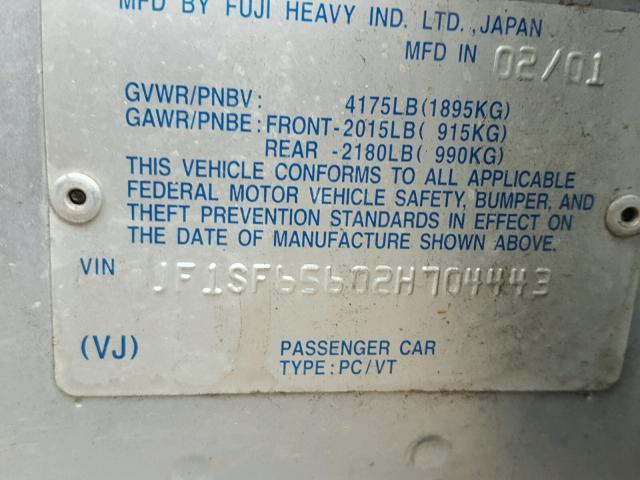 MFD BY FUJI HEAVY IND. LTD., JAPAN
MFD IN 02/01
GVWR/PNBV : 4175LB(1895KG)
GAWR/PNBE : FRONT-2015LB( 915KG)
REAR -2180LB( 990KG)
THIS VEHICLE CONFORMS TO ALL APPLICABLE
FEDERAL MOTOR VEHICLE SAFETY, BUMPER, AND
THEFT PREVENTION STANDARDS IN EFFECT ON
THE DATE OF MANUFACTURE SHOWN ABOVE.
VIN JF1SF65602H704443
(VJ) PASSENGER CAR
TYPE : PC/VT